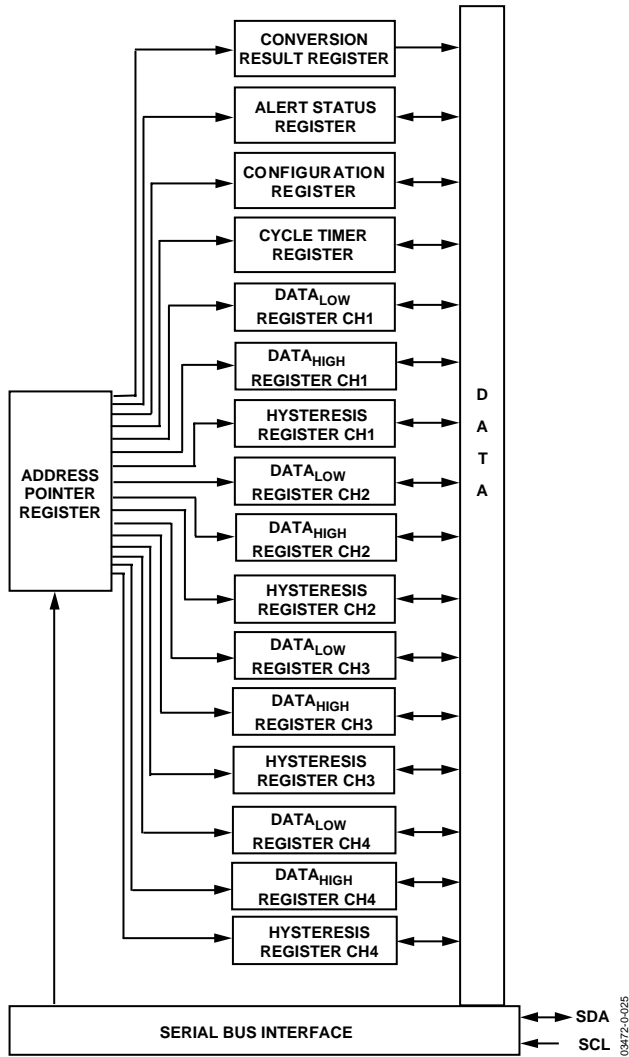 CONVERSION
RESULT REGISTER
ALERT STATUS
REGISTER
CONFIGURATION
REGISTER
CYCLE TIMER
REGISTER
DATALOW
REGISTER CH1
DATAHIGH
REGISTER CH1
HYSTERESIS
REGISTER CH1
DATALOW
REGISTER CH2
DATAHIGH
REGISTER CH2
HYSTERESIS
REGISTER CH2
DATALOW
REGISTER CH3
DATAHIGH
REGISTER CH3
HYSTERESIS
REGISTER CH3
DATALOW
REGISTER CH4
DATAHIGH
REGISTER CH4
HYSTERESIS
REGISTER CH4
ADDRESS
POINTER
REGISTER
D
A
T
A
SERIAL BUS INTERFACE
SDA
SCL
03472-0-025